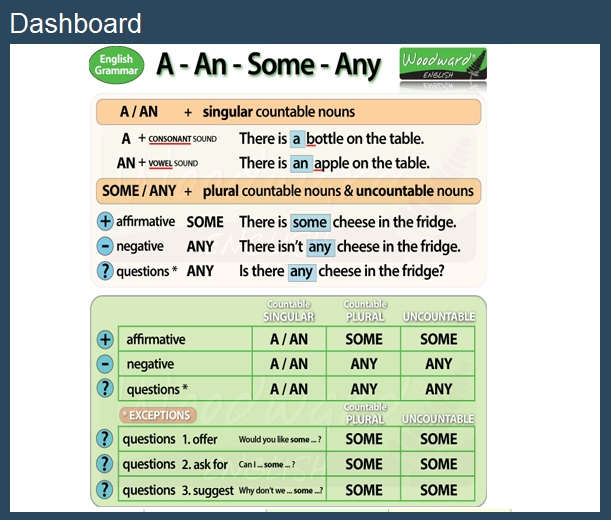 Dashboard
English
Grammar
A - An - Some - Any
Woodward®
ENGLISH
A / AN + singular countable nouns
A + CONSONANT SOUND There is a bottle on the table.
AN + VOWEL SOUND There is an apple on the table.
SOME / ANY + plural countable nouns & uncountable nouns
+ affirmative SOME There is some cheese in the fridge.
– negative ANY There isn't any cheese in the fridge.
? questions * ANY Is there any cheese in the fridge?
Countable Countable
SINGULAR PLURAL UNCOUNTABLE
+ affirmative A / AN SOME SOME
– negative A / AN ANY ANY
? questions * A / AN ANY ANY
* EXCEPTIONS Countable
PLURAL UNCOUNTABLE
? questions 1. offer Would you like some ... ? SOME SOME
? questions 2. ask for Can I ... some ... ? SOME SOME
? questions 3. suggest Why don't we ... some ...? SOME SOME